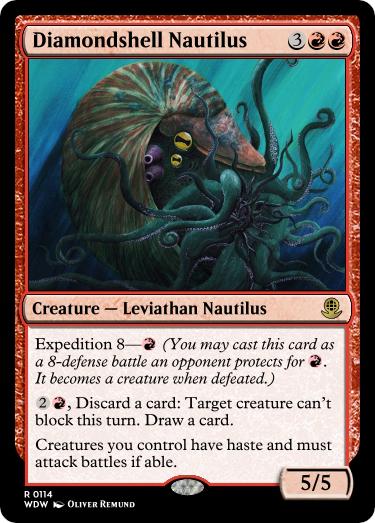 Diamondshell Nautilus 3
Creature — Leviathan Nautilus
Expedition 8— (You may cast this card as
a 8-defense battle an opponent protects for .
It becomes a creature when defeated.)
2 , Discard a card: Target creature can't
block this turn. Draw a card.
Creatures you control have haste and must
attack battles if able.
5/5
R 0114
WDW Oliver Remund